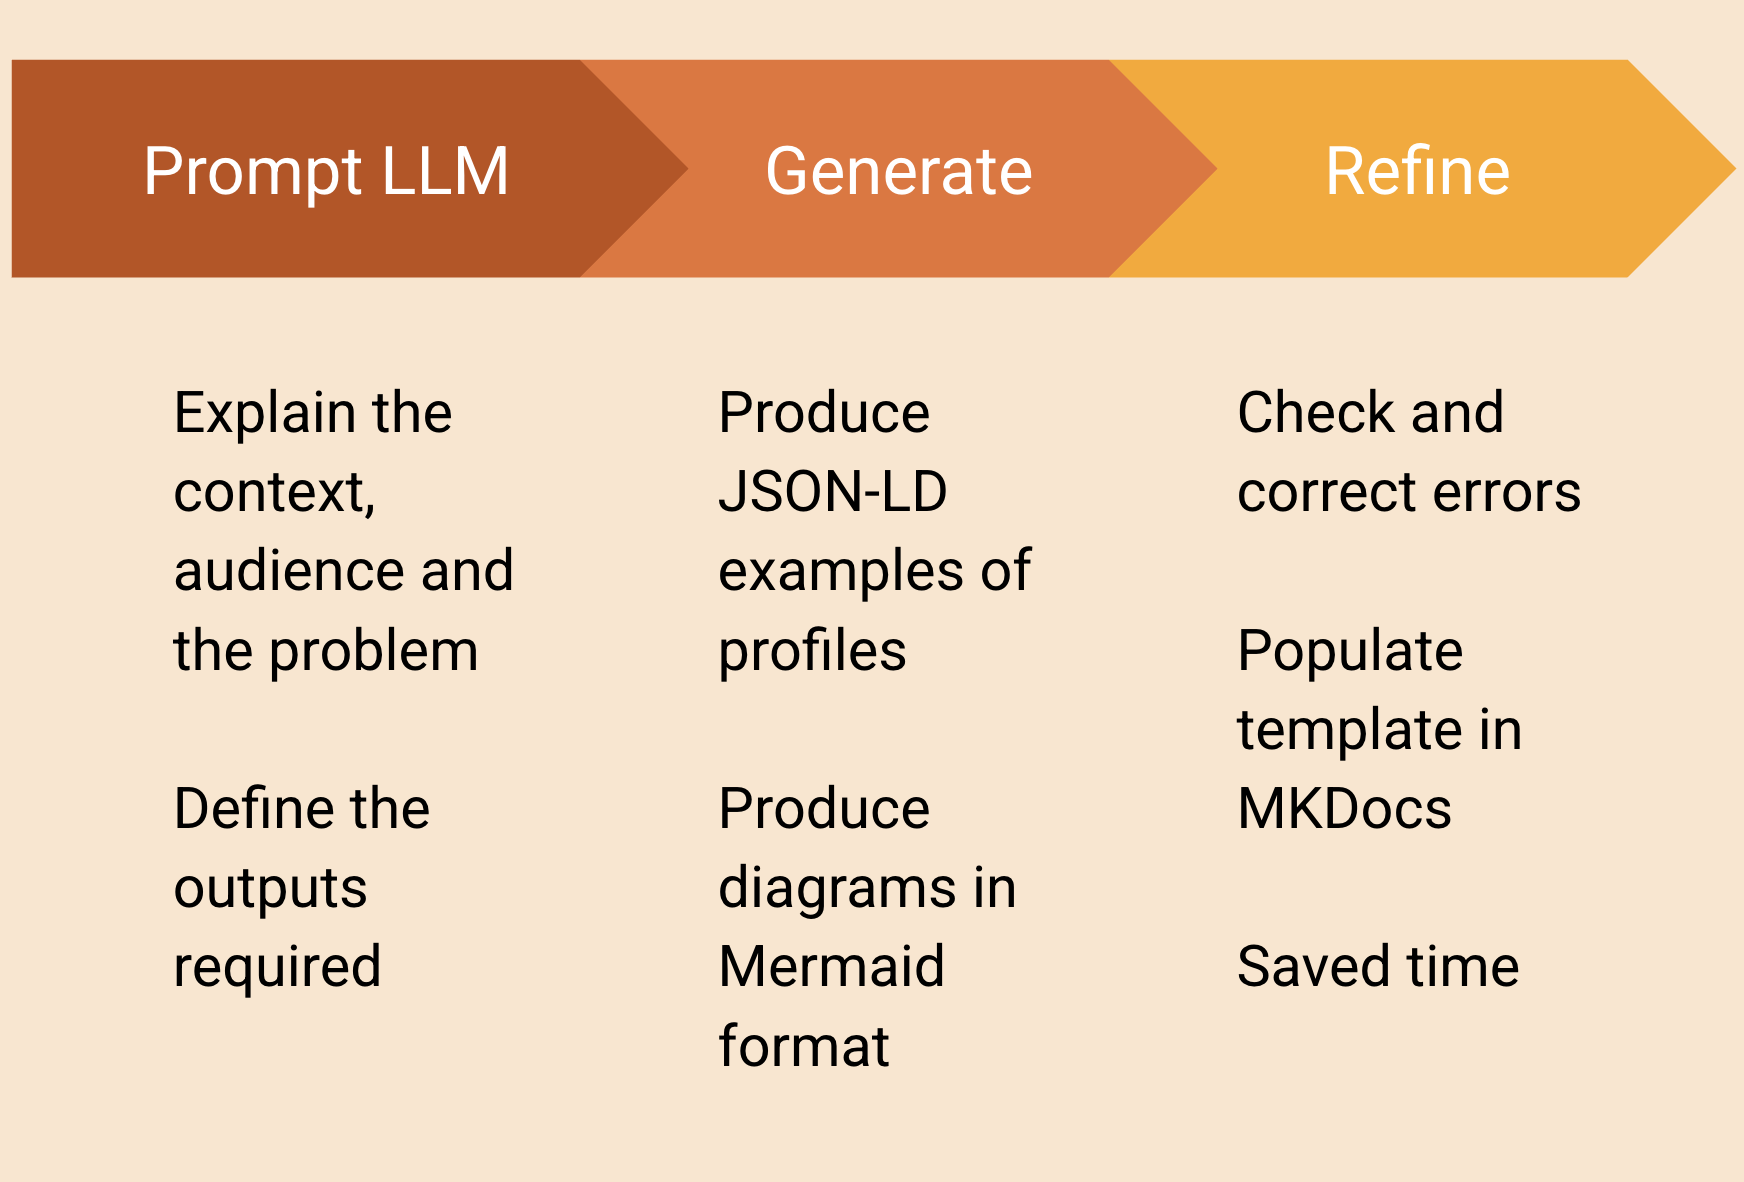 Prompt LLM
Generate
Refine
Explain the
context,
audience and
the problem
Define the
outputs
required
Produce
JSON-LD
examples of
profiles
Produce
diagrams in
Mermaid
format
Check and
correct errors
Populate
template in
MKDocs
Saved time